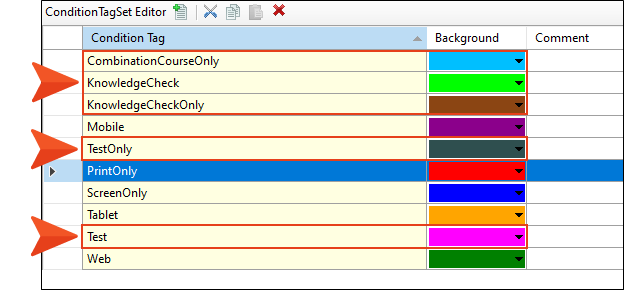 ConditionTagSet Editor
Condition Tag Background Comment
CombinationCourseOnly
KnowledgeCheck
KnowledgeCheckOnly
Mobile
TestOnly
PrintOnly
ScreenOnly
Tablet
Test
Web